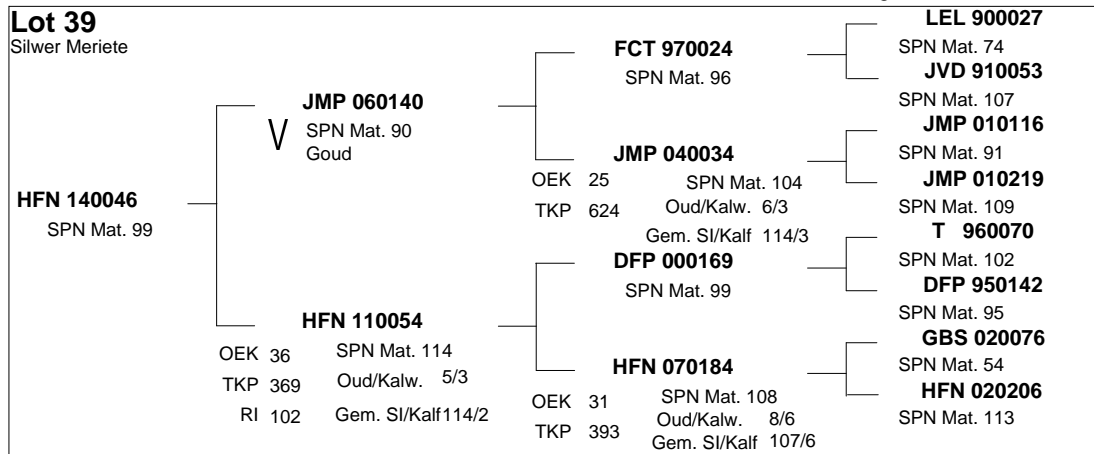 Lot 39
Silwer Meriete
HFN 140046
SPN Mat. 99
JMP 060140
V
SPN Mat. 90
Goud
HFN 110054
OEK 36 SPN Mat. 114
TKP 369 Oud/Kalw. 5/3
RI 102 Gem. SI/Kalf 114/2
FCT 970024
SPN Mat. 96
JMP 040034
OEK 25 SPN Mat. 104
TKP 624 Oud/Kalw. 6/3
Gem. SI/Kalf 114/3
DFP 000169
SPN Mat. 99
HFN 070184
OEK 31 SPN Mat. 108
TKP 393 Oud/Kalw. 8/6
Gem. SI/Kalf 107/6
LEL 900027
SPN Mat. 74
JVD 910053
SPN Mat. 107
JMP 010116
SPN Mat. 91
JMP 010219
SPN Mat. 109
T 960070
SPN Mat. 102
DFP 950142
SPN Mat. 95
GBS 020076
SPN Mat. 54
HFN 020206
SPN Mat. 113